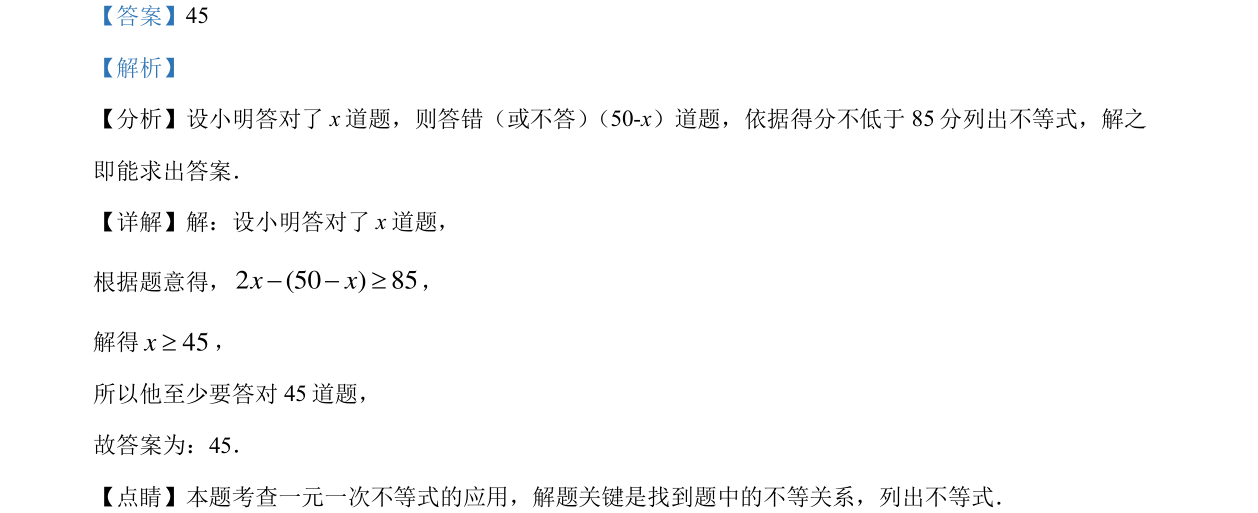 【答案】45
【解析】
【分析】设小明答对了 x 道题，则答错（或不答）（50-x）道题，依据得分不低于 85 分列出不等式，解之
即能求出答案．
【详解】解：设小明答对了 x 道题，
根据题意得，2x－(50－x)≥85，
解得 x≥45，
所以他至少要答对 45 道题，
故答案为：45．
【点睛】本题考查一元一次不等式的应用，解题关键是找到题中的不等关系，列出不等式．